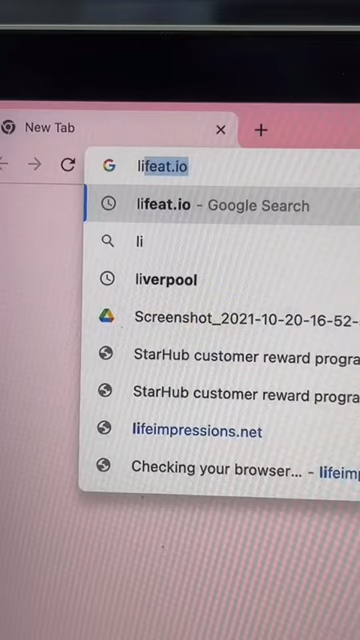 New Tab
lifeat.io
lifeat.io - Google Search
li
liverpool
Screenshot_2021-10-20-16-52-
StarHub customer reward progra
StarHub customer reward progra
lifeimpressions.net
Checking your browser... - lifeimp